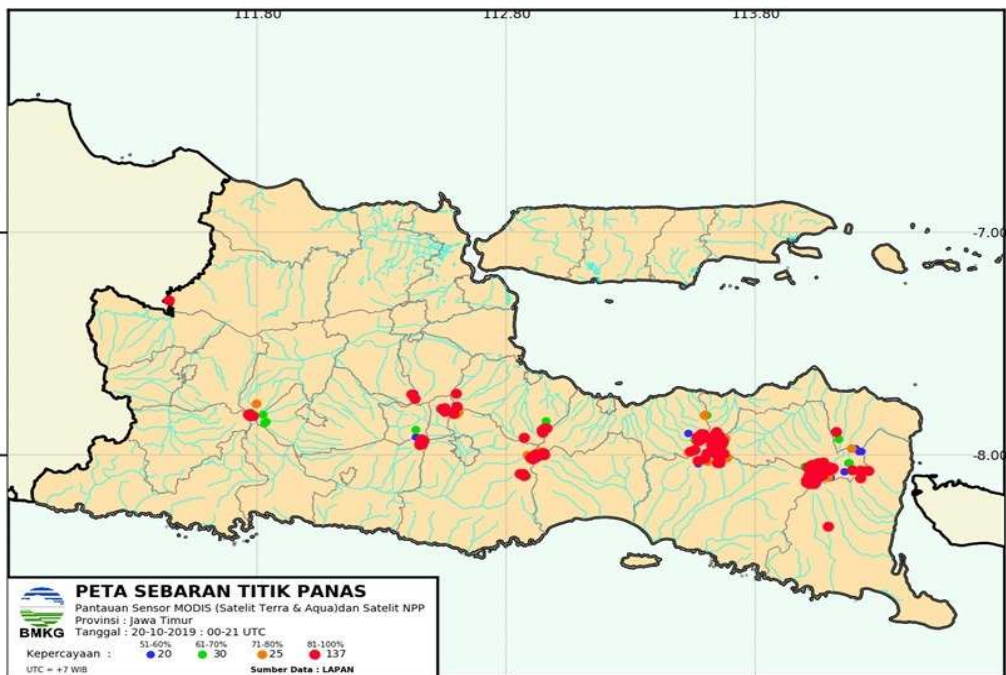 111.80 112.80 113.80
-7.00
-8.00
PETA SEBARAN TITIK PANAS
Pantauan Sensor MODIS (Satelit Terra & Aqua)dan Satelit NPP
Provinsi : Jawa Timur
Tanggal : 20-10-2019 : 00-21 UTC
BMKG
51-60% 61-70% 71-80% 81-100%
Kepercayaan : 20 30 25 137
UTC = +7 WIB Sumber Data : LAPAN